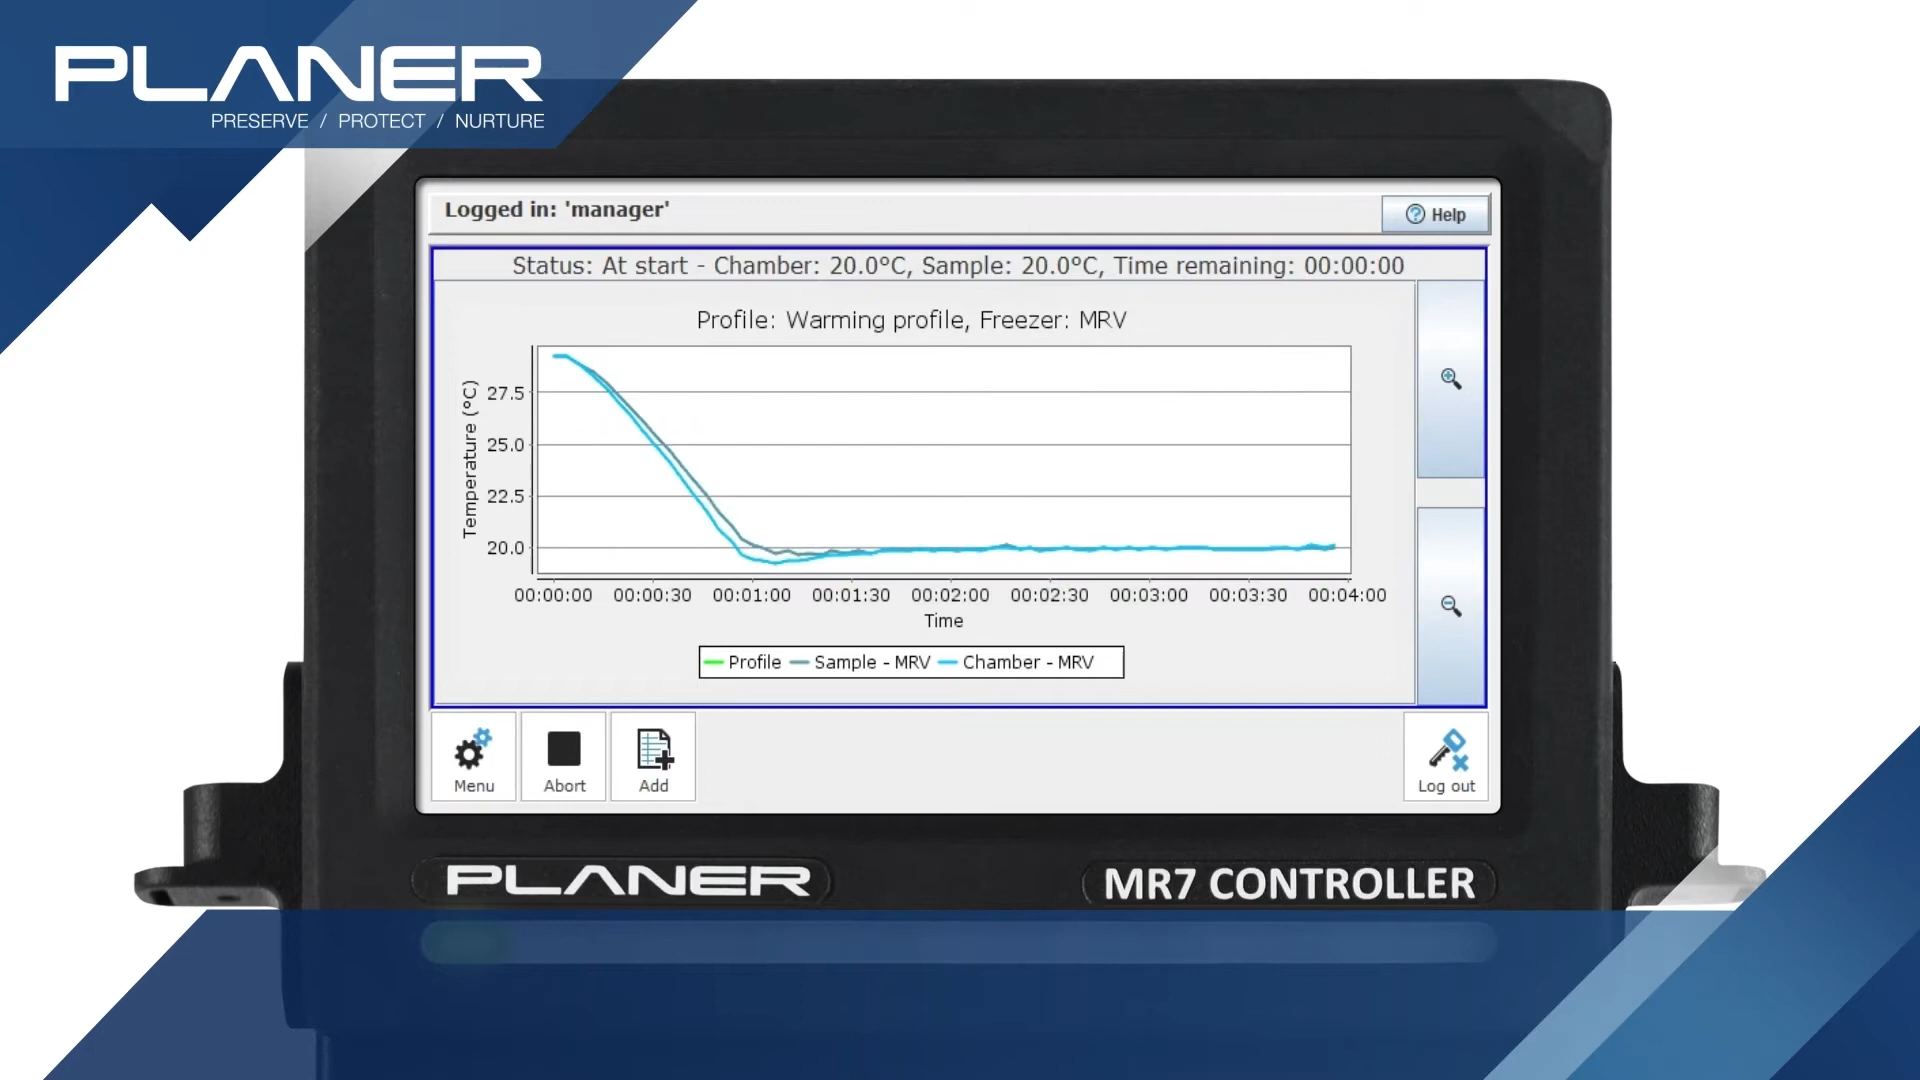 PLANER
PRESERVE / PROTECT / NURTURE
Logged in: 'manager'
Help
Status: At start - Chamber: 20.0°C, Sample: 20.0°C, Time remaining: 00:00:00
Profile: Warming profile, Freezer: MRV
Temperature (°C)
27.5
25.0
22.5
20.0
00:00:00 00:00:30 00:01:00 00:01:30 00:02:00 00:02:30 00:03:00 00:03:30 00:04:00
Time
Profile Sample - MRV Chamber - MRV
Menu Abort Add Log out
PLANER MR7 CONTROLLER